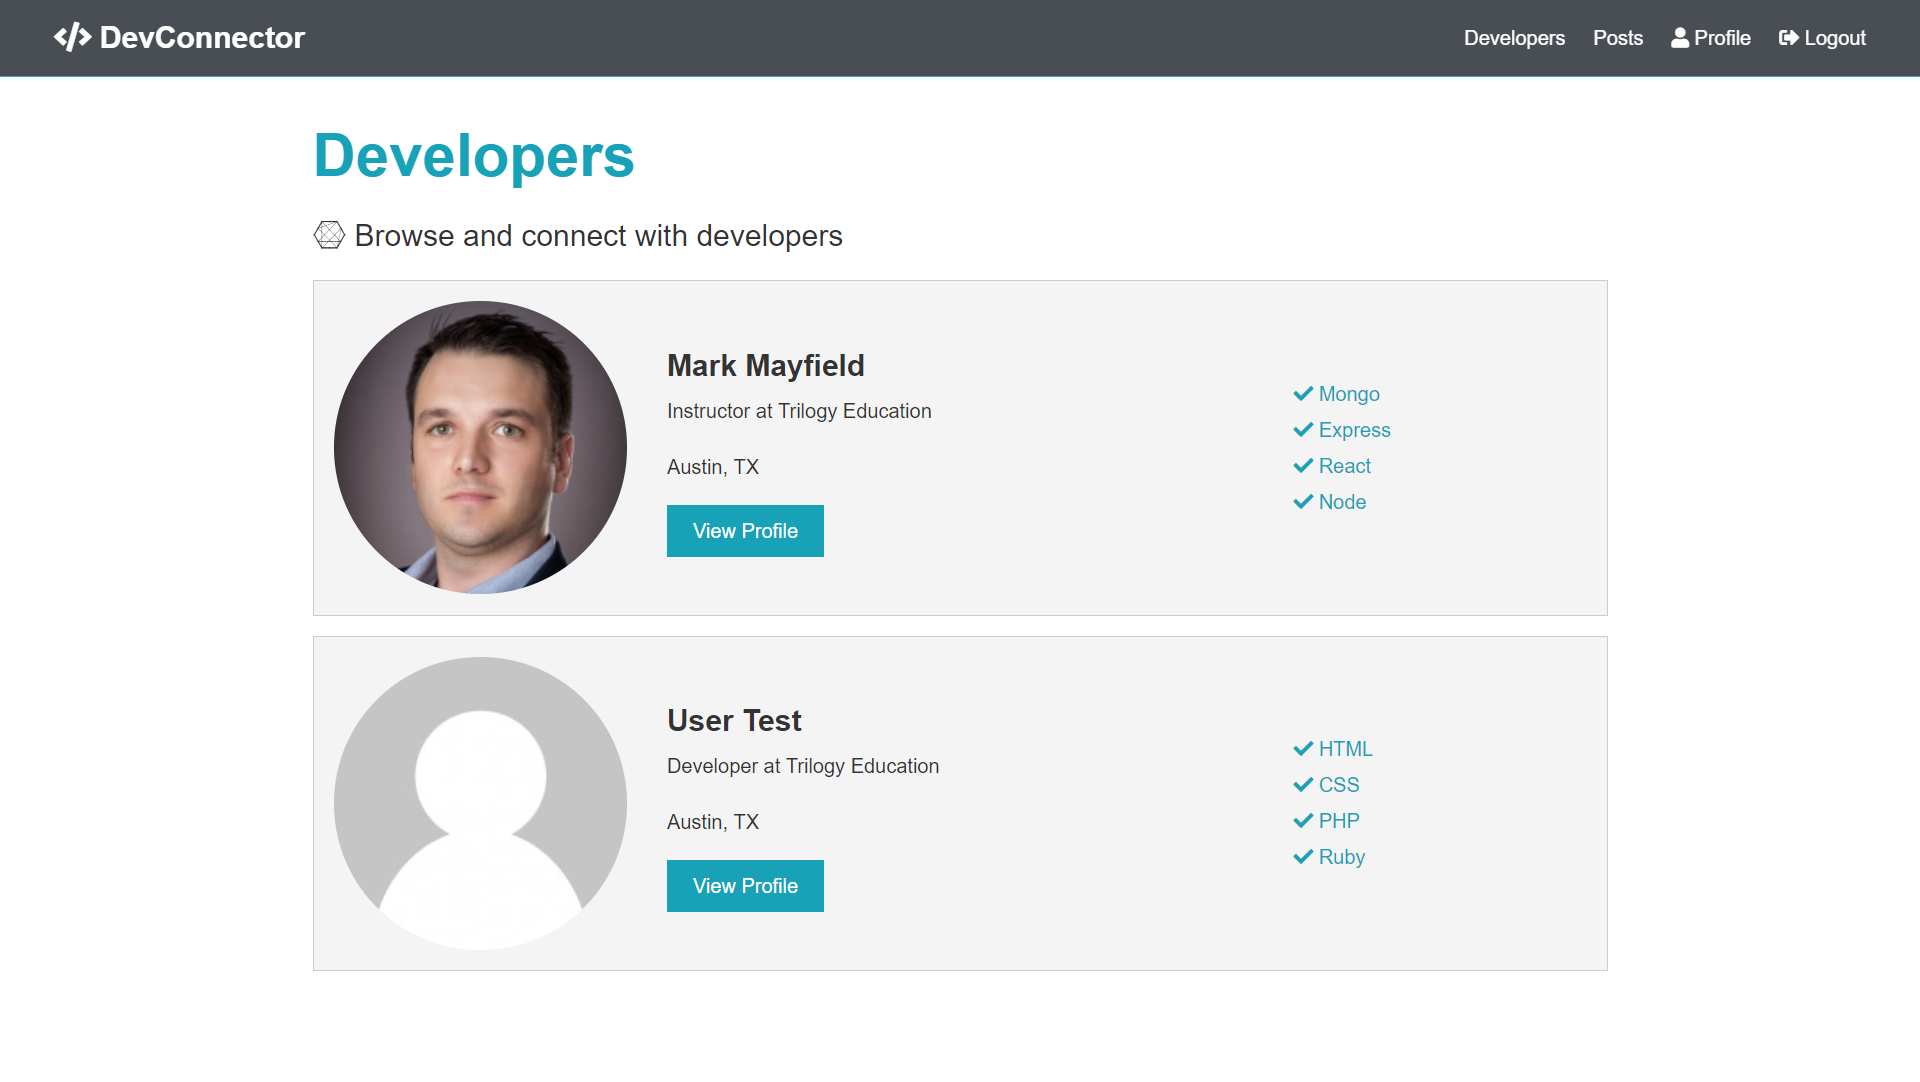 DevConnector
Developers
Posts
Profile
Logout
Developers
Browse and connect with developers
Mark Mayfield
Instructor at Trilogy Education
Austin, TX
View Profile
Mongo
Express
React
Node
User Test
Developer at Trilogy Education
Austin, TX
View Profile
HTML
CSS
PHP
Ruby